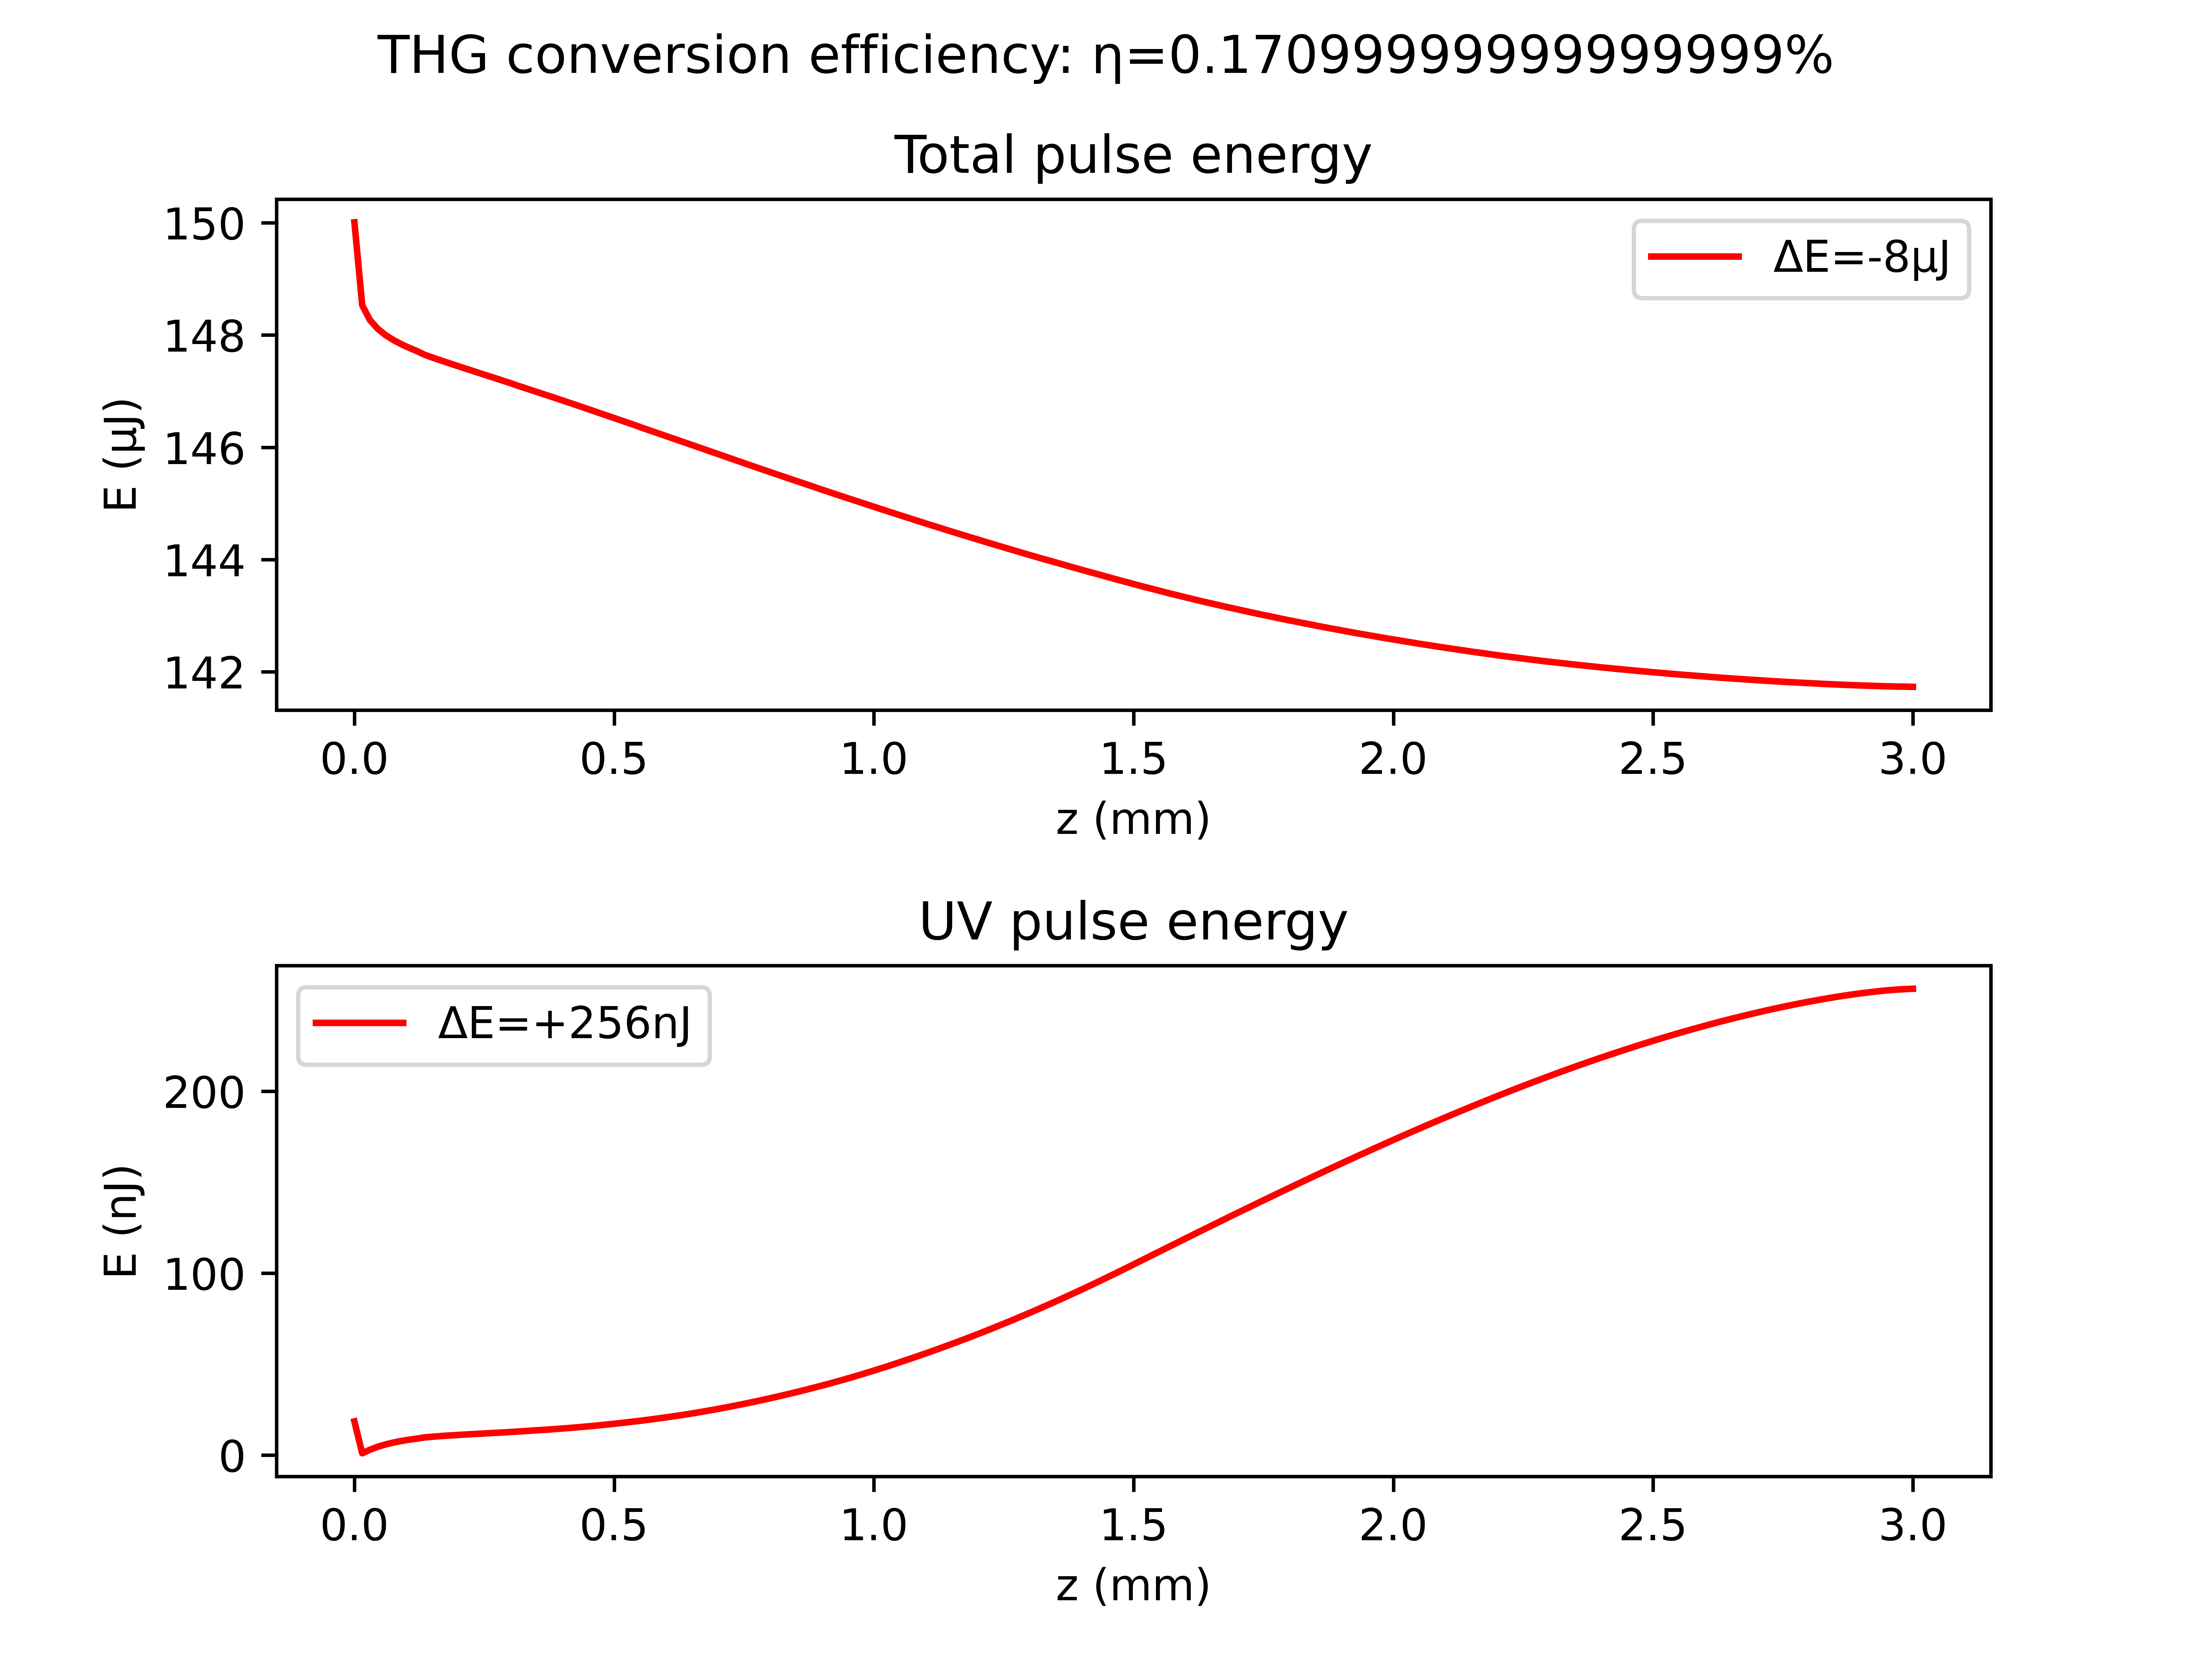 THG conversion efficiency: η=0.17099999999999999%
Total pulse energy
150
148
146
144
142
E (μJ)
ΔE=-8μJ
0.0 0.5 1.0 1.5 2.0 2.5 3.0
z (mm)
UV pulse energy
200
100
0
E (nJ)
ΔE=+256nJ
0.0 0.5 1.0 1.5 2.0 2.5 3.0
z (mm)